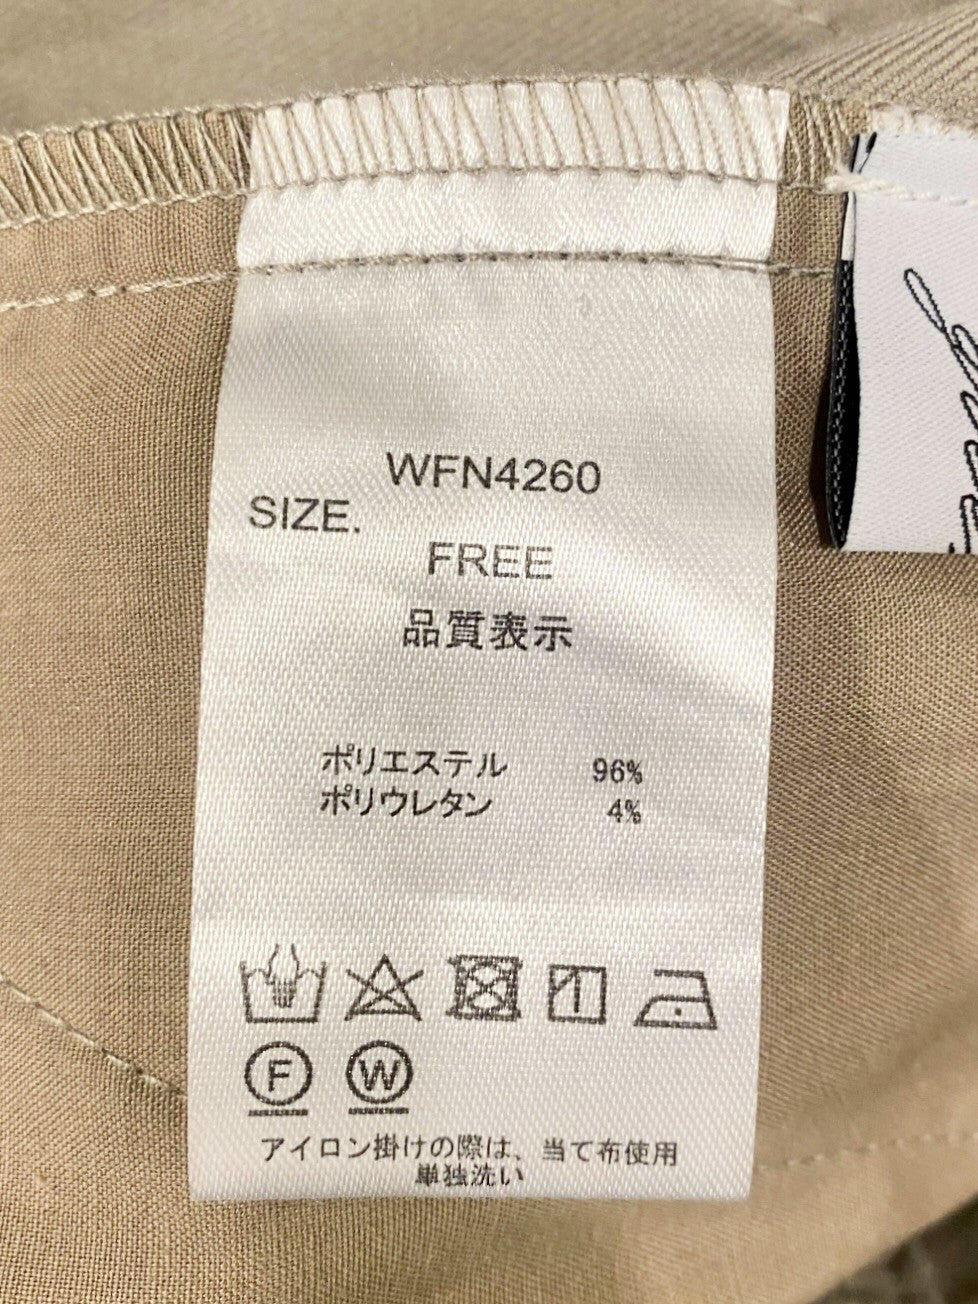 WFN4260
SIZE.
FREE
品質表示
ポリエステル 96%
ポリウレタン 4%
F W
アイロン掛けの際は、当て布使用
単独洗い